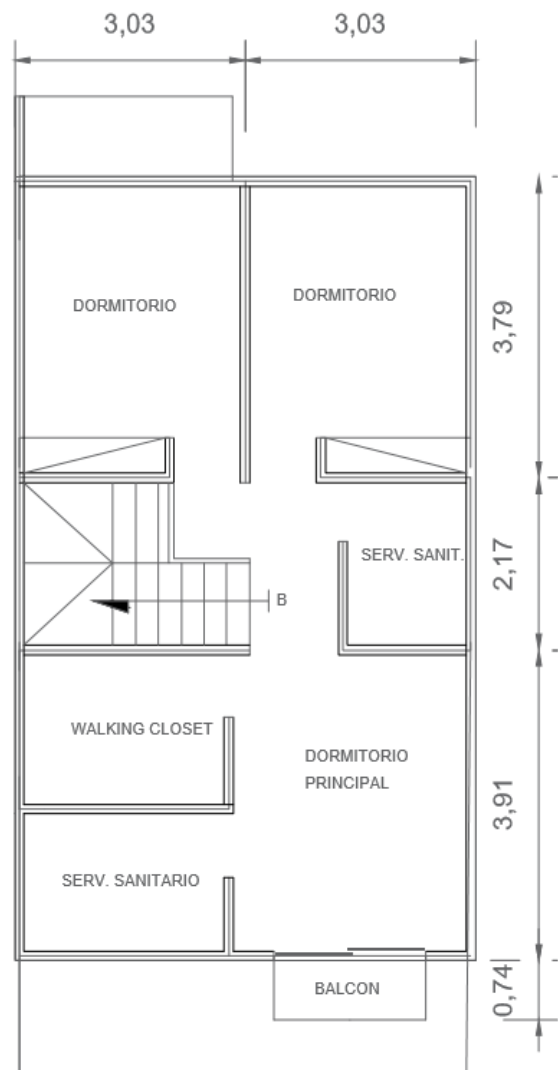 3,03
3,03
DORMITORIO
DORMITORIO
3,79
SERV. SANIT.
2,17
B
WALKING CLOSET
DORMITORIO
PRINCIPAL
3,91
SERV. SANITARIO
BALCON
0,74